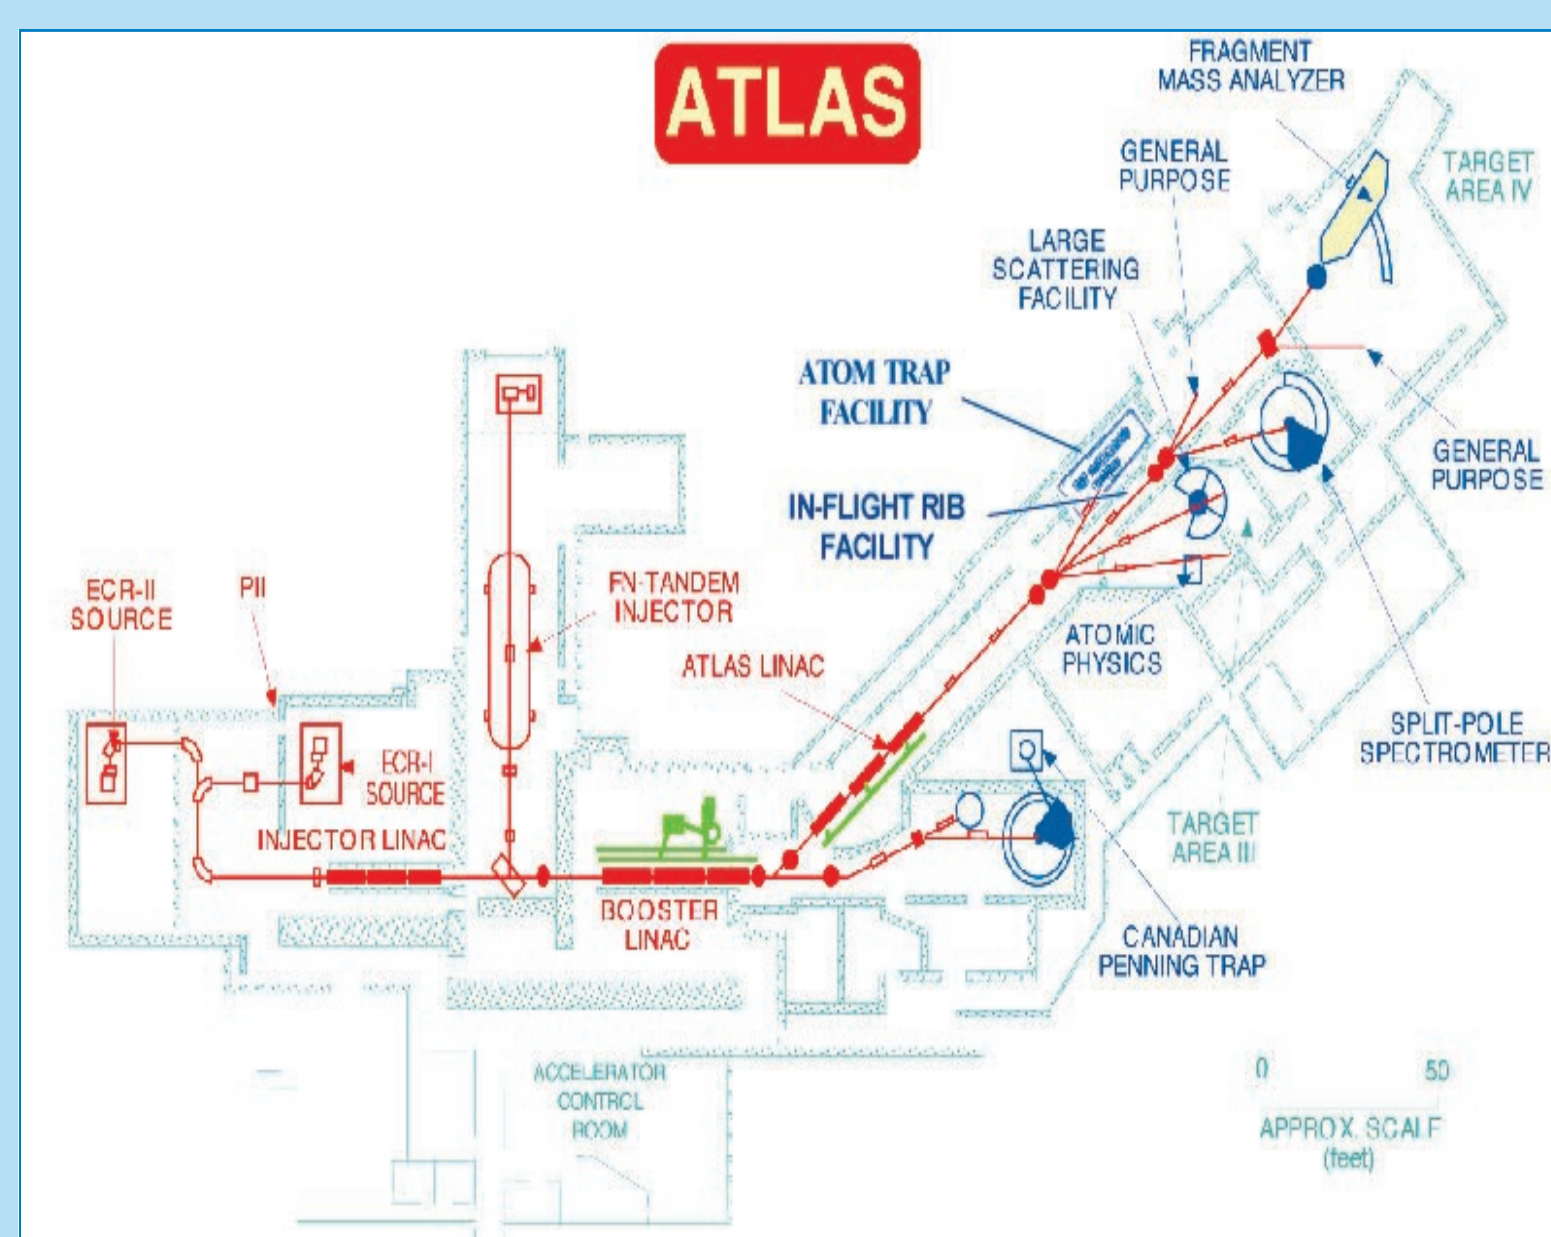 ATLAS
FRAGMENT
MASS ANALYZER
GENERAL
PURPOSE
TARGET
AREA IV
LARGE
SCATTERING
FACILITY
ATOM TRAP
FACILITY
GENERAL
PURPOSE
IN-FLIGHT RIB
FACILITY
ECR-II
SOURCE
PII
FN-TANDEM
INJECTOR
ATLAS LINAC
ATOMIC
PHYSICS
SPLIT-POLE
SPECTROMETER
ECR-I
SOURCE
INJECTOR LINAC
TARGET
AREA III
BOOSTER
LINAC
CANADIAN
PENNING TRAP
ACCELERATOR
CONTROL
ROOM
0 50
APPROX. SCALE
(feet)